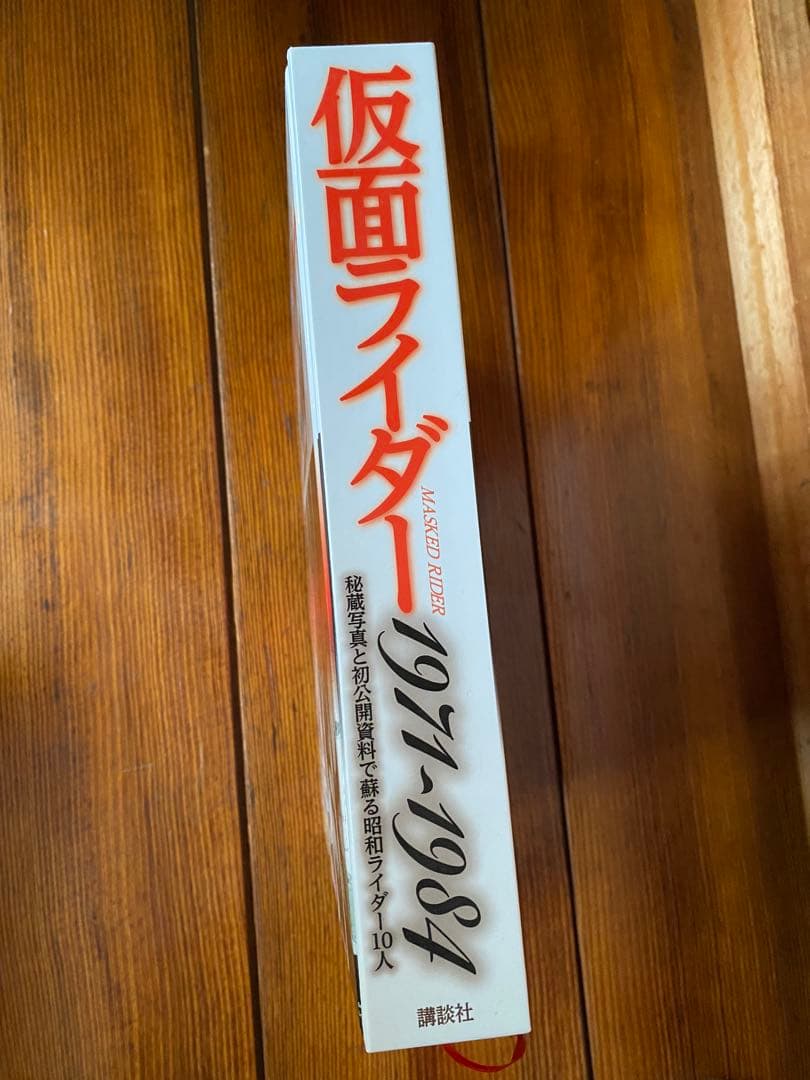 仮面ライダー
MASKED RIDER
1971~1984
秘蔵写真と初公開資料で蘇る昭和ライダー10人
講談社